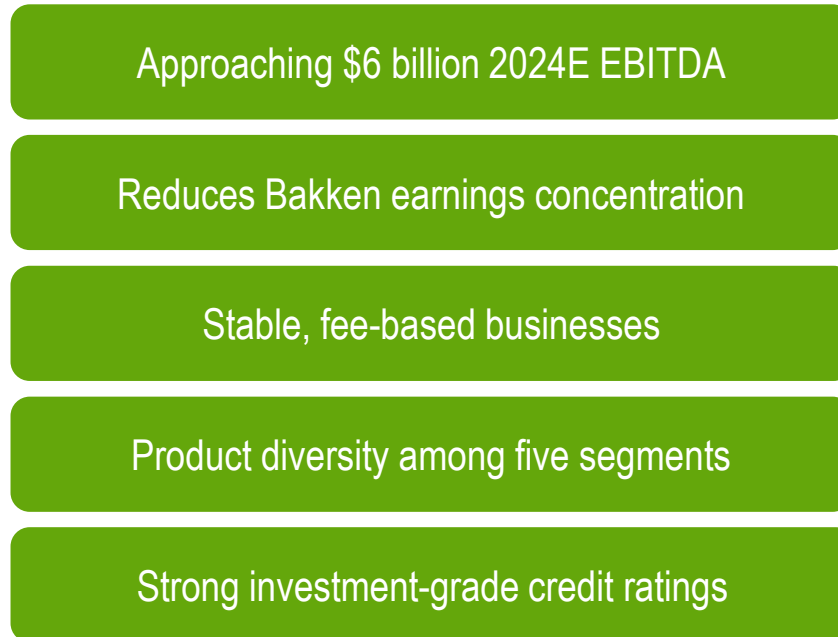 Approaching $6 billion 2024E EBITDA
Reduces Bakken earnings concentration
Stable, fee-based businesses
Product diversity among five segments
Strong investment-grade credit ratings